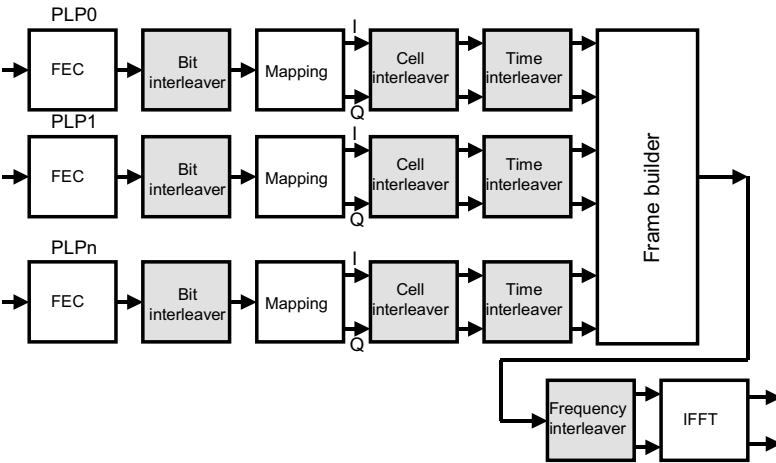 PLP0
FEC
Bit
interleaver
Mapping
I
Q
Cell
interleaver
Time
interleaver
PLP1
FEC
Bit
interleaver
Mapping
I
Q
Cell
interleaver
Time
interleaver
PLPn
FEC
Bit
interleaver
Mapping
I
Q
Cell
interleaver
Time
interleaver
Frame builder
Frequency
interleaver
IFFT